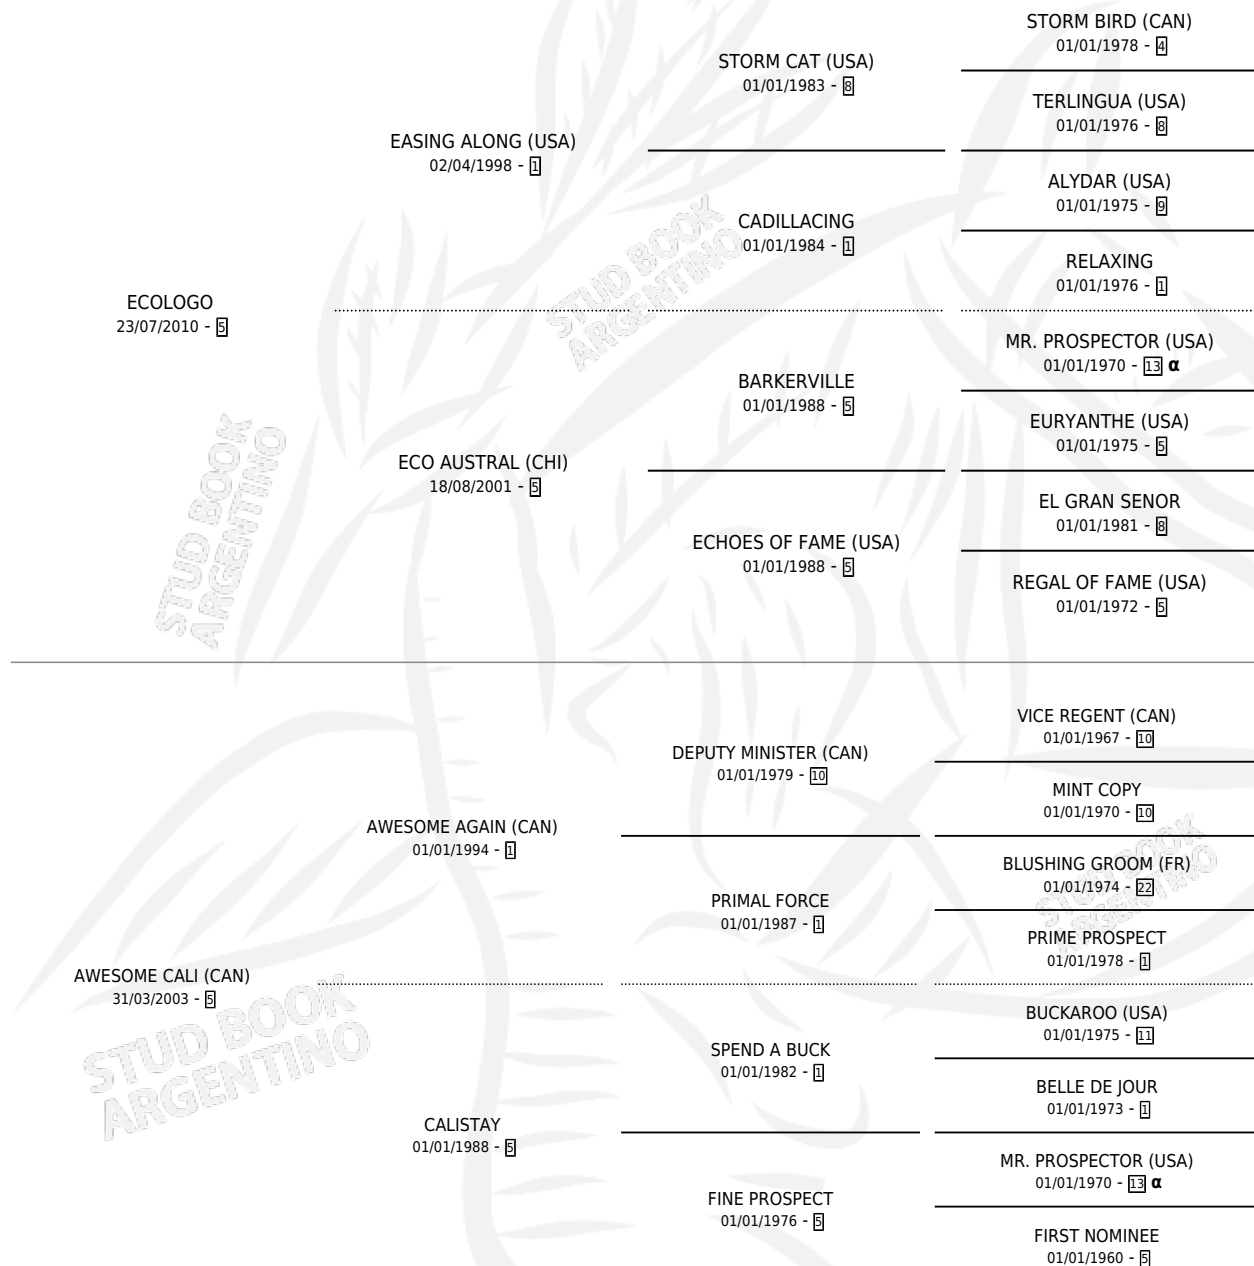 STORM BIRD (CAN)
01/01/1978 - 4
STORM CAT (USA)
01/01/1983 - 8
TERLINGUA (USA)
01/01/1976 - 8
EASING ALONG (USA)
02/04/1998 - 1
ALYDAR (USA)
01/01/1975 - 9
CADILLACING
01/01/1984 - 1
RELAXING
01/01/1976 - 1
ECOLOGO
23/07/2010 - 5
STUD BOOK
ARGENTINO
MR. PROSPECTOR (USA)
01/01/1970 - 13 α
BARKERVILLE
01/01/1988 - 5
EURYANTHE (USA)
01/01/1975 - 5
ECO AUSTRAL (CHI)
18/08/2001 - 5
EL GRAN SENOR
01/01/1981 - 8
ECHOES OF FAME (USA)
01/01/1988 - 5
REGAL OF FAME (USA)
01/01/1972 - 5
STUD BOOK
ARGENTINO
VICE REGENT (CAN)
01/01/1967 - 10
DEPUTY MINISTER (CAN)
01/01/1979 - 10
MINT COPY
01/01/1970 - 10
AWESOME AGAIN (CAN)
01/01/1994 - 1
BLUSHING GROOM (FR)
01/01/1974 - 22
STUD BOOK
ARGENTINO
PRIMAL FORCE
01/01/1987 - 1
PRIME PROSPECT
01/01/1978 - 1
AWESOME CALI (CAN)
31/03/2003 - 5
STUD BOOK
ARGENTINO
BUCKAROO (USA)
01/01/1975 - 11
SPEND A BUCK
01/01/1982 - 1
BELLE DE JOUR
01/01/1973 - 1
CALISTAY
01/01/1988 - 5
MR. PROSPECTOR (USA)
01/01/1970 - 13 α
FINE PROSPECT
01/01/1976 - 5
FIRST NOMINEE
01/01/1960 - 5